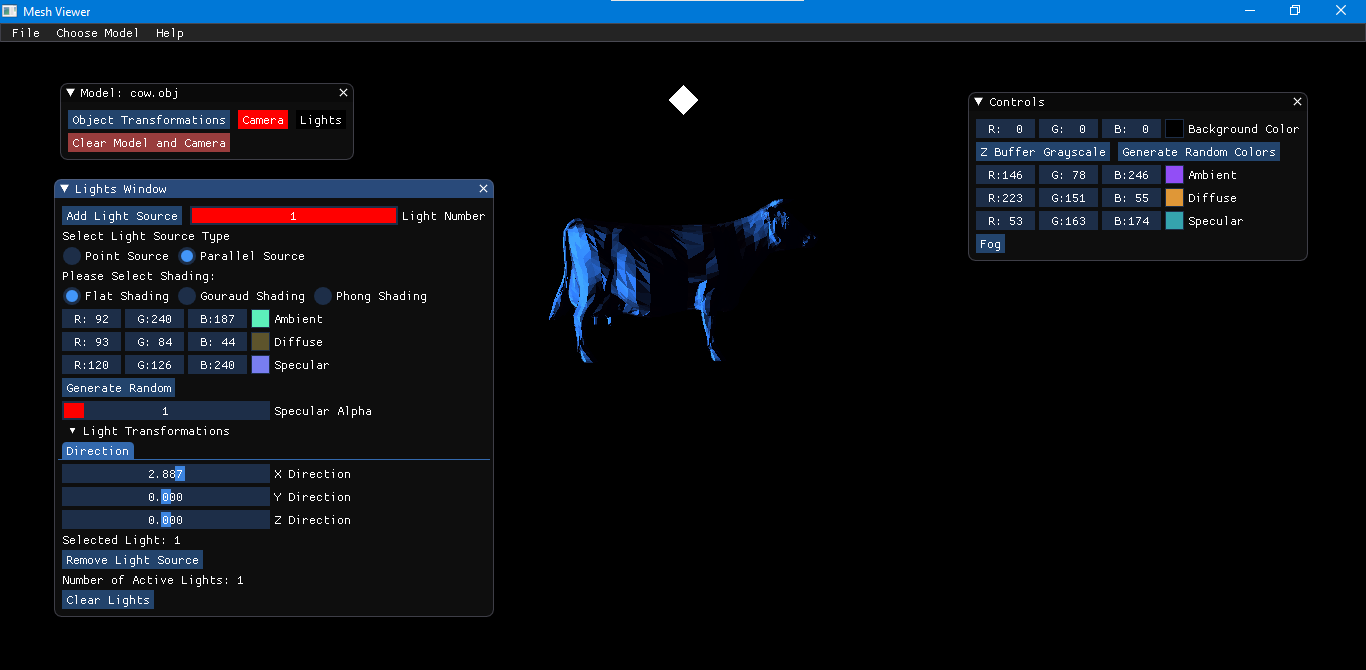 Mesh Viewer
File Choose Model Help
Model: cow.obj
Object Transformations Camera Lights
Clear Model and Camera
Lights Window
Add Light Source 1 Light Number
Select Light Source Type
Point Source Parallel Source
Please Select Shading:
Flat Shading Gouraud Shading Phong Shading
R: 92 G:240 B:187 Ambient
R: 93 G: 84 B: 44 Diffuse
R:120 G:126 B:240 Specular
Generate Random
1 Specular Alpha
Light Transformations
Direction
2.887 X Direction
0.000 Y Direction
0.000 Z Direction
Selected Light: 1
Remove Light Source
Number of Active Lights: 1
Clear Lights
Controls
R: 0 G: 0 B: 0 Background Color
Z Buffer Grayscale Generate Random Colors
R:146 G: 78 B:246 Ambient
R:223 G:151 B: 55 Diffuse
R: 53 G:163 B:174 Specular
Fog